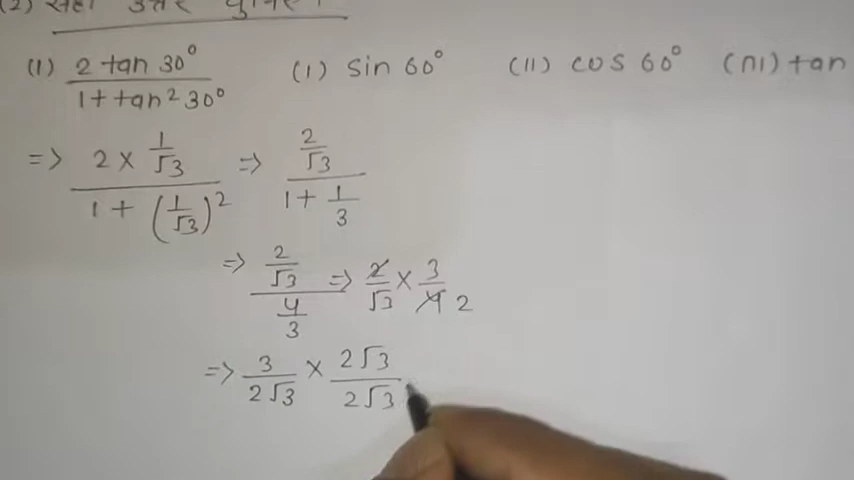 (2) सही उत्तर चुनिए ।
(1) 2 tan 30° / 1 + tan² 30° (I) sin 60° (II) cos 60° (III) tan
=> 2 × 1/√3 / 1 + (1/√3)² => 2/√3 / 1 + 1/3
=> 2/√3 / 4/3 => 2/√3 × 3/4 2
=> 3/2√3 × 2√3/2√3